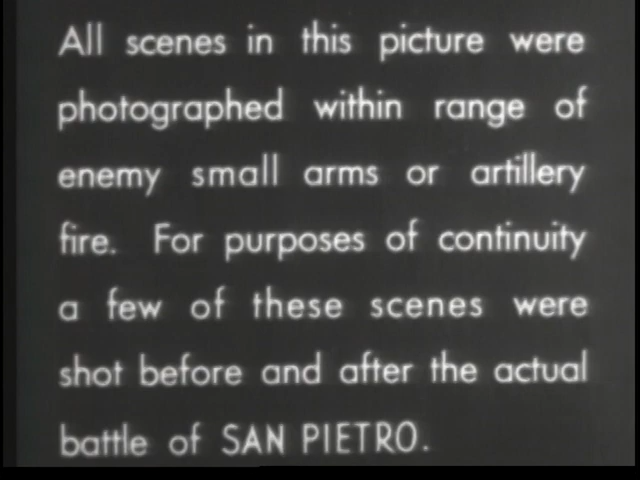 All scenes in this picture were
photographed within range of
enemy small arms or artillery
fire. For purposes of continuity
a few of these scenes were
shot before and after the actual
battle of SAN PIETRO.